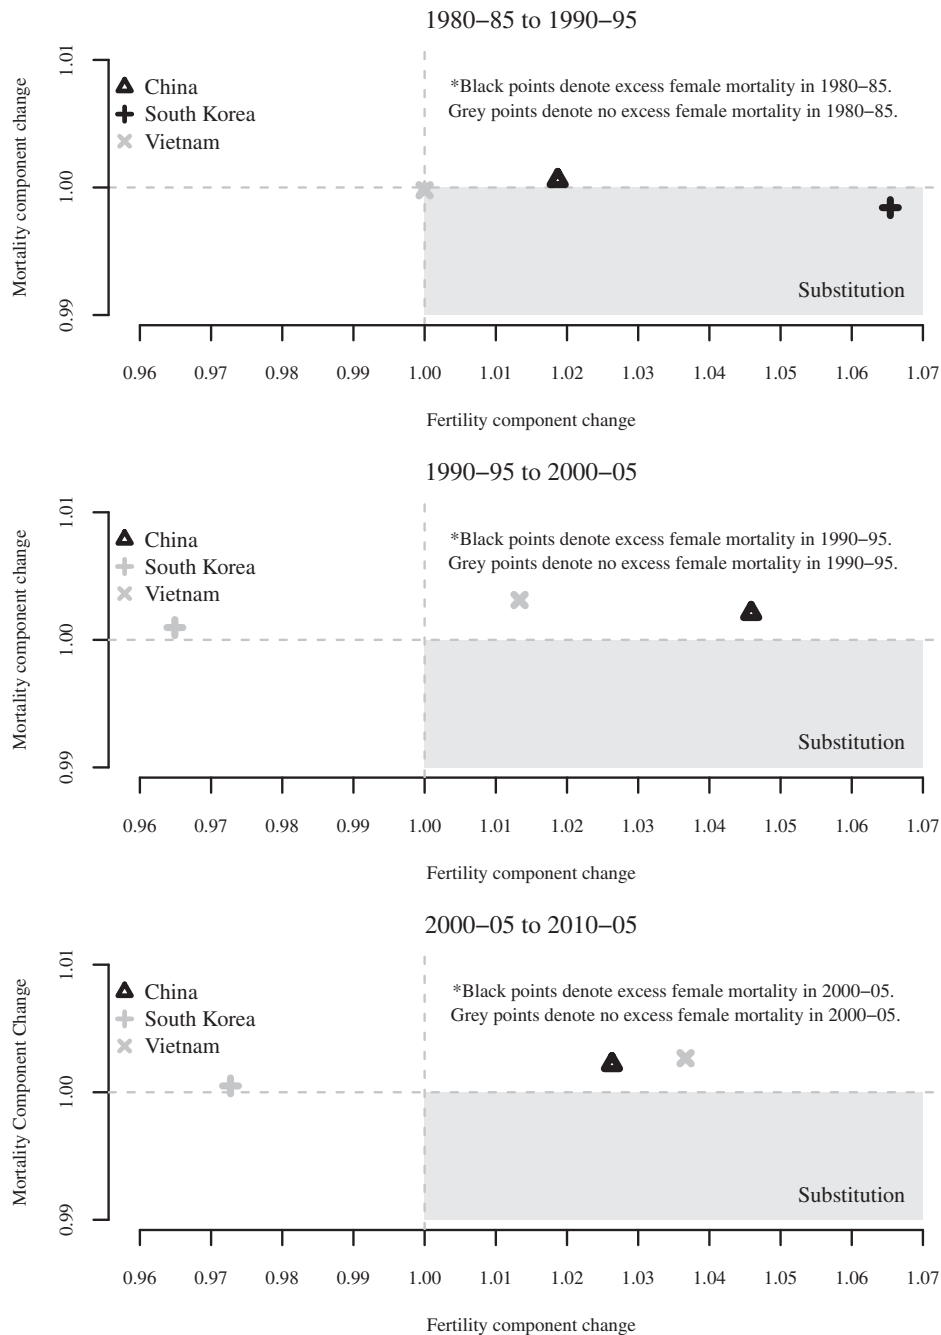 1980−85 to 1990−95
Mortality component change
1.01
1.00
0.99
China
South Korea
Vietnam
*Black points denote excess female mortality in 1980−85.
Grey points denote no excess female mortality in 1980−85.
Substitution
0.96 0.97 0.98 0.99 1.00 1.01 1.02 1.03 1.04 1.05 1.06 1.07
Fertility component change
1990−95 to 2000−05
Mortality component change
1.01
1.00
0.99
China
South Korea
Vietnam
*Black points denote excess female mortality in 1990−95.
Grey points denote no excess female mortality in 1990−95.
Substitution
0.96 0.97 0.98 0.99 1.00 1.01 1.02 1.03 1.04 1.05 1.06 1.07
Fertility component change
2000−05 to 2010−05
Mortality Component Change
1.01
1.00
0.99
China
South Korea
Vietnam
*Black points denote excess female mortality in 2000−05.
Grey points denote no excess female mortality in 2000−05.
Substitution
0.96 0.97 0.98 0.99 1.00 1.01 1.02 1.03 1.04 1.05 1.06 1.07
Fertility component change